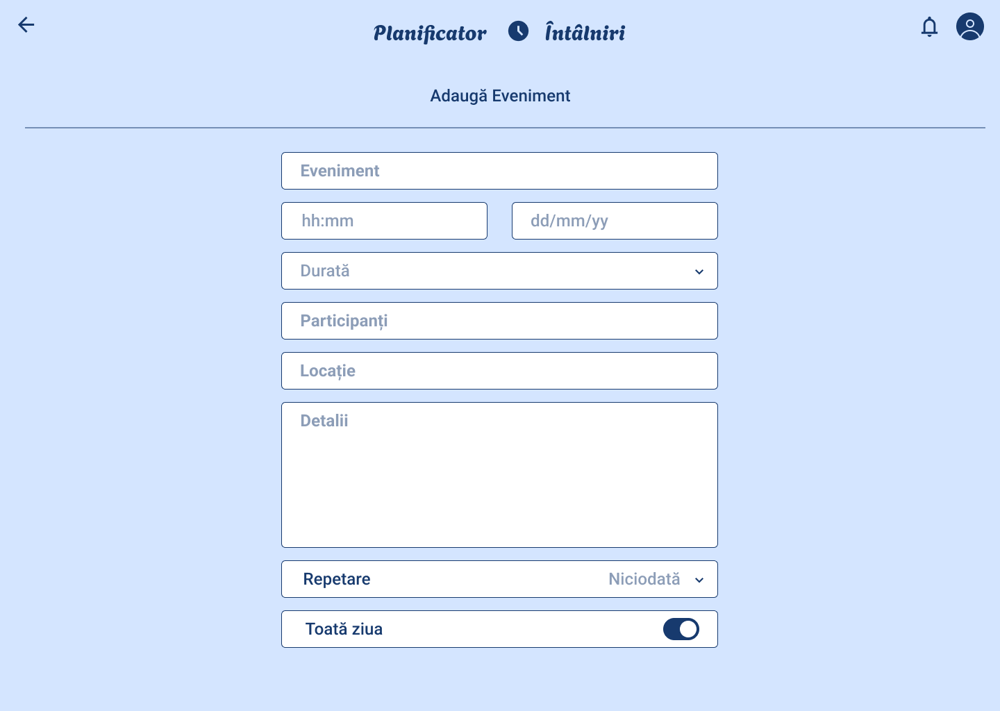 Planificator Întâlniri
Adaugă Eveniment
Eveniment
hh:mm dd/mm/yy
Durată
Participanți
Locație
Detalii
Repetare Niciodată
Toată ziua